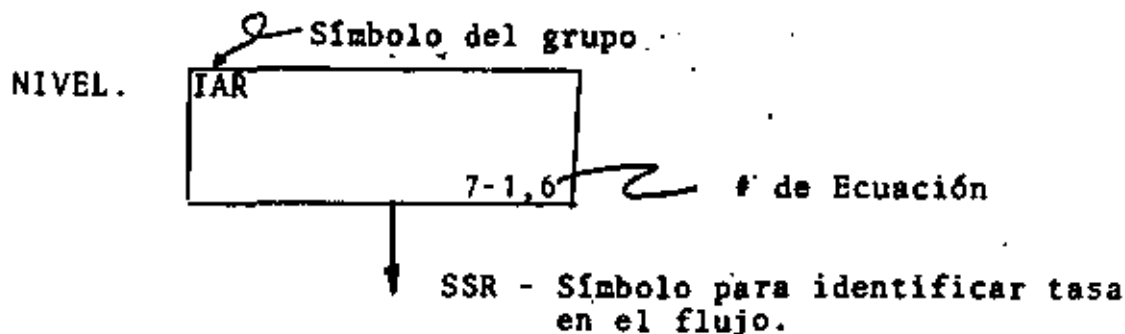 Símbolo del grupo
NIVEL.
IAR
7-1,6
# de Ecuación
SSR - Símbolo para identificar tasa
en el flujo.